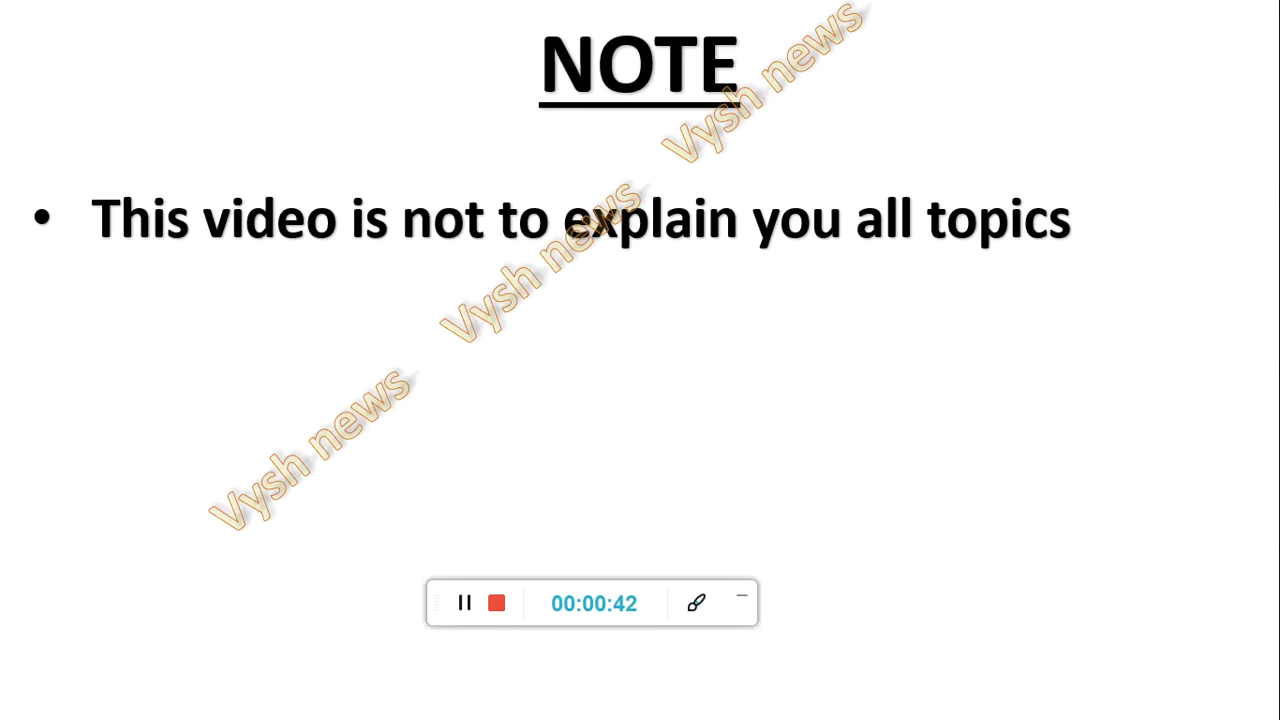 NOTE
• This video is not to explain you all topics
Vysh news
Vysh news
Vysh news
00:00:42